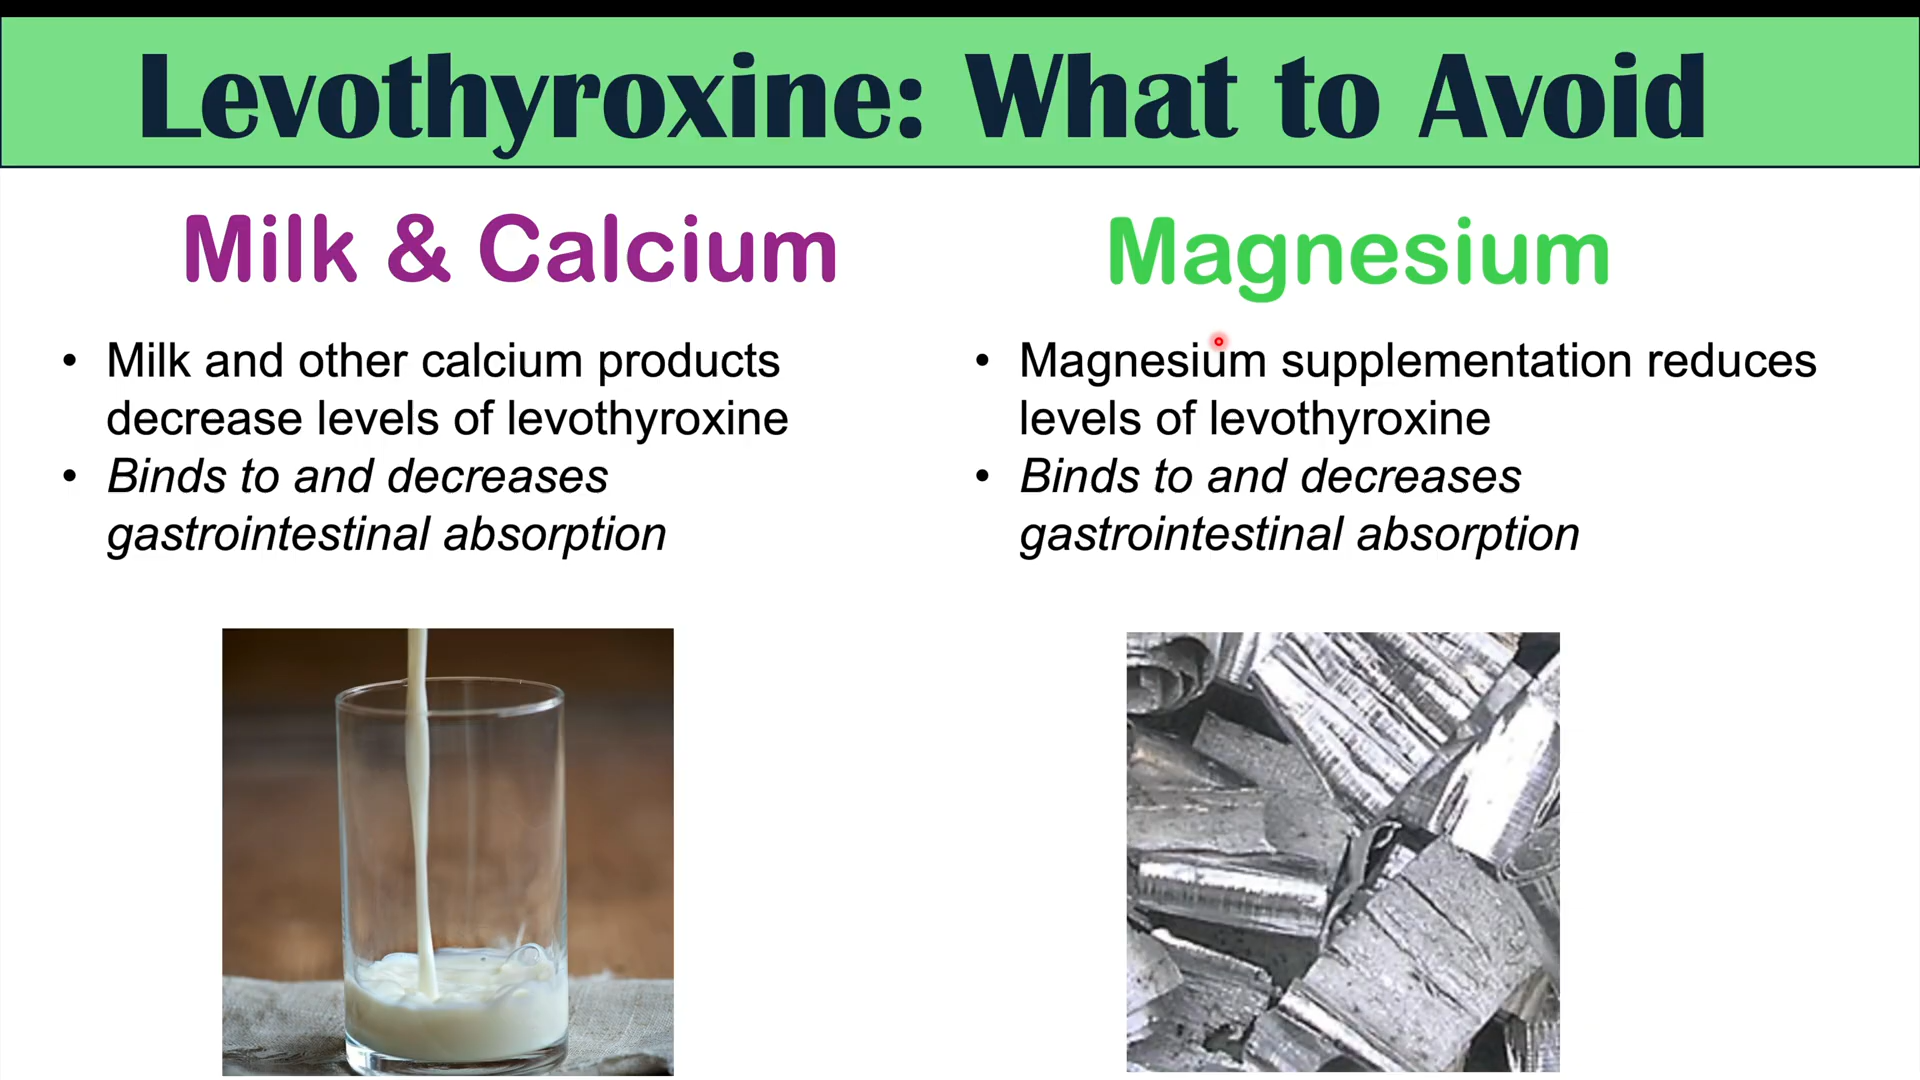 Levothyroxine: What to Avoid
Milk & Calcium
• Milk and other calcium products
decrease levels of levothyroxine
• Binds to and decreases
gastrointestinal absorption
Magnesium
• Magnesium supplementation reduces
levels of levothyroxine
• Binds to and decreases
gastrointestinal absorption